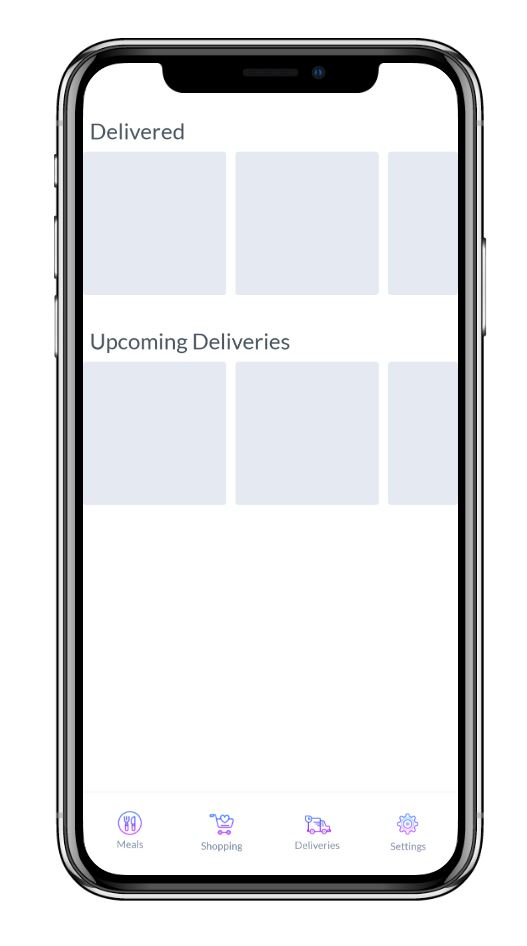 Delivered
Upcoming Deliveries
Meals
Shopping
Deliveries
Settings